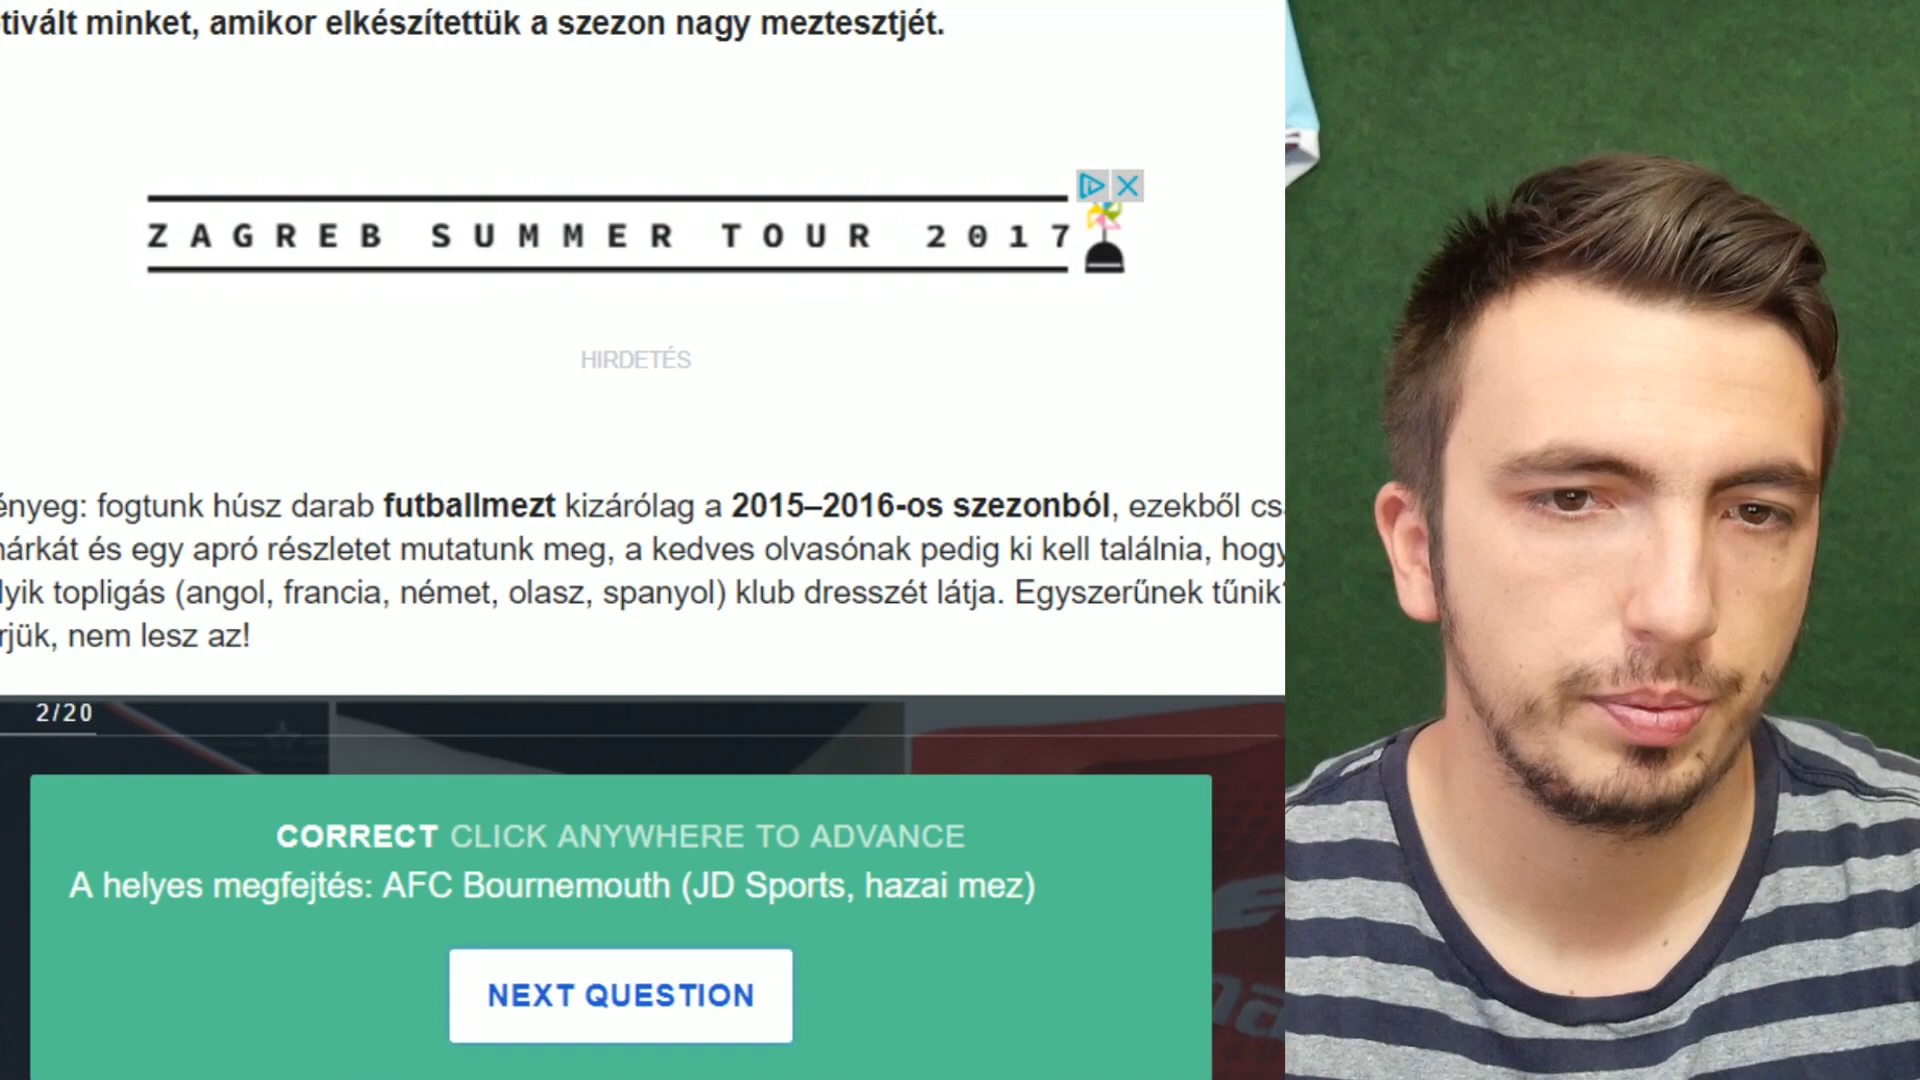 tivált minket, amikor elkészítettük a szezon nagy meztesztjét.
ZAGREB SUMMER TOUR 2017
HIRDETÉS
ényeg: fogtunk húsz darab futballmezt kizárólag a 2015–2016-os szezonból, ezekből cs
márkát és egy apró részletet mutatunk meg, a kedves olvasónak pedig ki kell találnia, hogy
lyik topligás (angol, francia, német, olasz, spanyol) klub dresszét látja. Egyszerűnek tűnik?
rjük, nem lesz az!
2/20
CORRECT CLICK ANYWHERE TO ADVANCE
A helyes megfejtés: AFC Bournemouth (JD Sports, hazai mez)
NEXT QUESTION